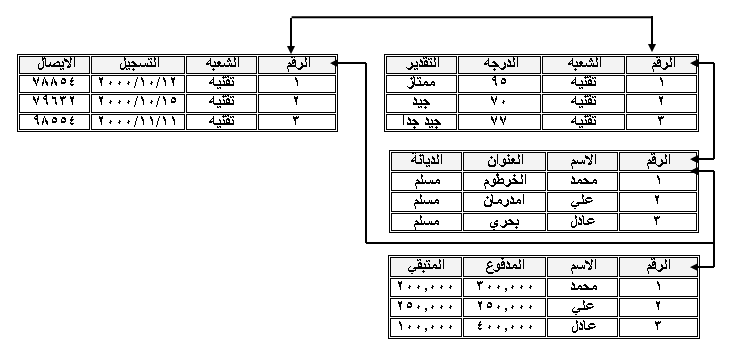 الرقم الشعبه الدرجه التقدير
١ تقنيه ٩٥ ممتاز
٢ تقنيه ٧٠ جيد
٣ تقنيه ٧٧ جيد جدا
الرقم الشعبه التسجيل الايصال
١ تقنيه ٢٠٠٠/١٠/١٢ ٧٨٨٥٤
٢ تقنيه ٢٠٠٠/١٠/١٥ ٧٩٦٣٢
٣ تقنيه ٢٠٠٠/١١/١١ ٩٨٥٥٤
الرقم الاسم العنوان الديانة
١ محمد الخرطوم مسلم
٢ علي امدرمان مسلم
٣ عادل بحري مسلم
الرقم الاسم المدفوع المتبقي
١ محمد ٣٠٠,٠٠٠ ٢٠٠,٠٠٠
٢ علي ٢٥٠,٠٠٠ ٢٥٠,٠٠٠
٣ عادل ٤٠٠,٠٠٠ ١٠٠,٠٠٠